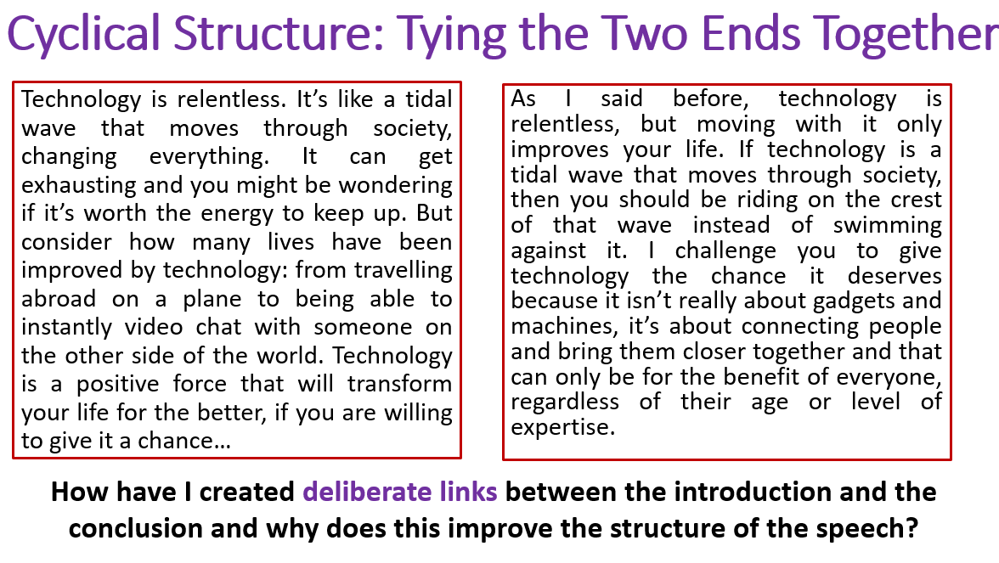 Cyclical Structure: Tying the Two Ends Together
Technology is relentless. It’s like a tidal
wave that moves through society,
changing everything. It can get
exhausting and you might be wondering
if it’s worth the energy to keep up. But
consider how many lives have been
improved by technology: from travelling
abroad on a plane to being able to
instantly video chat with someone on
the other side of the world. Technology
is a positive force that will transform
your life for the better, if you are willing
to give it a chance…
As I said before, technology is
relentless, but moving with it only
improves your life. If technology is a
tidal wave that moves through society,
then you should be riding on the crest
of that wave instead of swimming
against it. I challenge you to give
technology the chance it deserves
because it isn’t really about gadgets and
machines, it’s about connecting people
and bring them closer together and that
can only be for the benefit of everyone,
regardless of their age or level of
expertise.
How have I created deliberate links between the introduction and the
conclusion and why does this improve the structure of the speech?